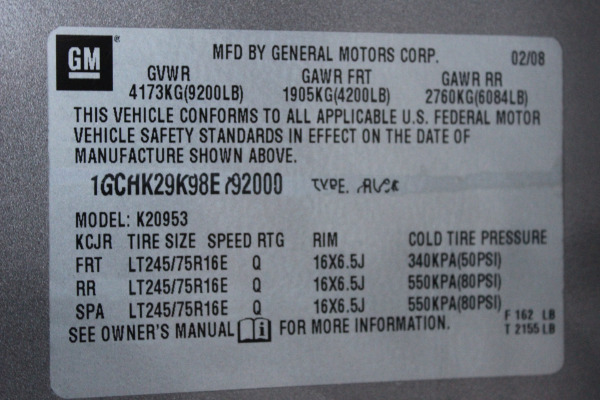 GM
MFD BY GENERAL MOTORS CORP. 02/08
GVWR GAWR FRT GAWR RR
4173KG(9200LB) 1905KG(4200LB) 2760KG(6084LB)
THIS VEHICLE CONFORMS TO ALL APPLICABLE U.S. FEDERAL MOTOR
VEHICLE SAFETY STANDARDS IN EFFECT ON THE DATE OF
MANUFACTURE SHOWN ABOVE.
TYPE.
MODEL: K20953
KCJR TIRE SIZE SPEED RTG RIM COLD TIRE PRESSURE
FRT LT245/75R16E Q 16X6.5J 340KPA(50PSI)
RR LT245/75R16E Q 16X6.5J 550KPA(80PSI)
SPA LT245/75R16E Q 16X6.5J 550KPA(80PSI)
SEE OWNER'S MANUAL FOR MORE INFORMATION.
F 162 LB
T 2155 LB